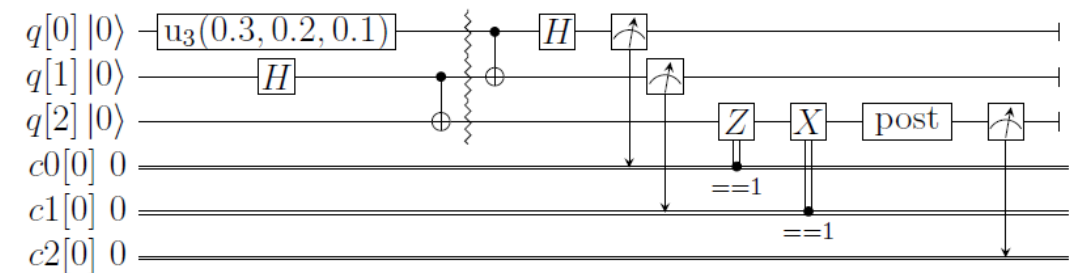 q[0] |0⟩ u₃(0.3, 0.2, 0.1) H
q[1] |0⟩ H
q[2] |0⟩ Z X post
c0[0] 0
==1
c1[0] 0
==1
c2[0] 0